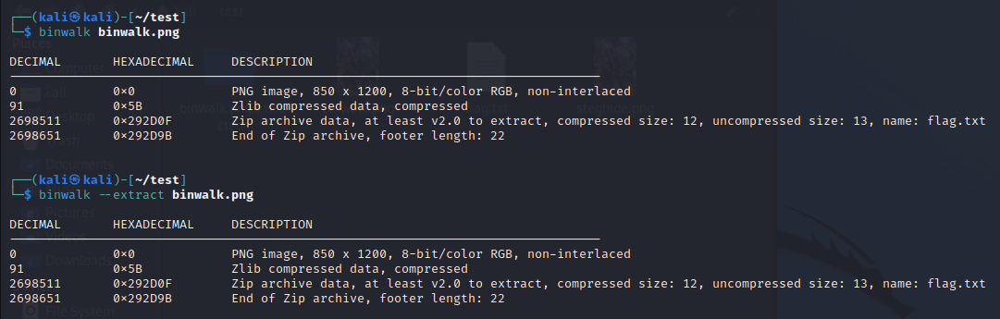 ┌──(kali㉿kali)-[~/test]
└─$ binwalk binwalk.png
DECIMAL       HEXADECIMAL     DESCRIPTION
--------------------------------------------------------------------------------
0             0x0             PNG image, 850 x 1200, 8-bit/color RGB, non-interlaced
91            0x5B            Zlib compressed data, compressed
2698511       0x292D0F        Zip archive data, at least v2.0 to extract, compressed size: 12, uncompressed size: 13, name: flag.txt
2698651       0x292D9B        End of Zip archive, footer length: 22
┌──(kali㉿kali)-[~/test]
└─$ binwalk --extract binwalk.png
DECIMAL       HEXADECIMAL     DESCRIPTION
--------------------------------------------------------------------------------
0             0x0             PNG image, 850 x 1200, 8-bit/color RGB, non-interlaced
91            0x5B            Zlib compressed data, compressed
2698511       0x292D0F        Zip archive data, at least v2.0 to extract, compressed size: 12, uncompressed size: 13, name: flag.txt
2698651       0x292D9B        End of Zip archive, footer length: 22